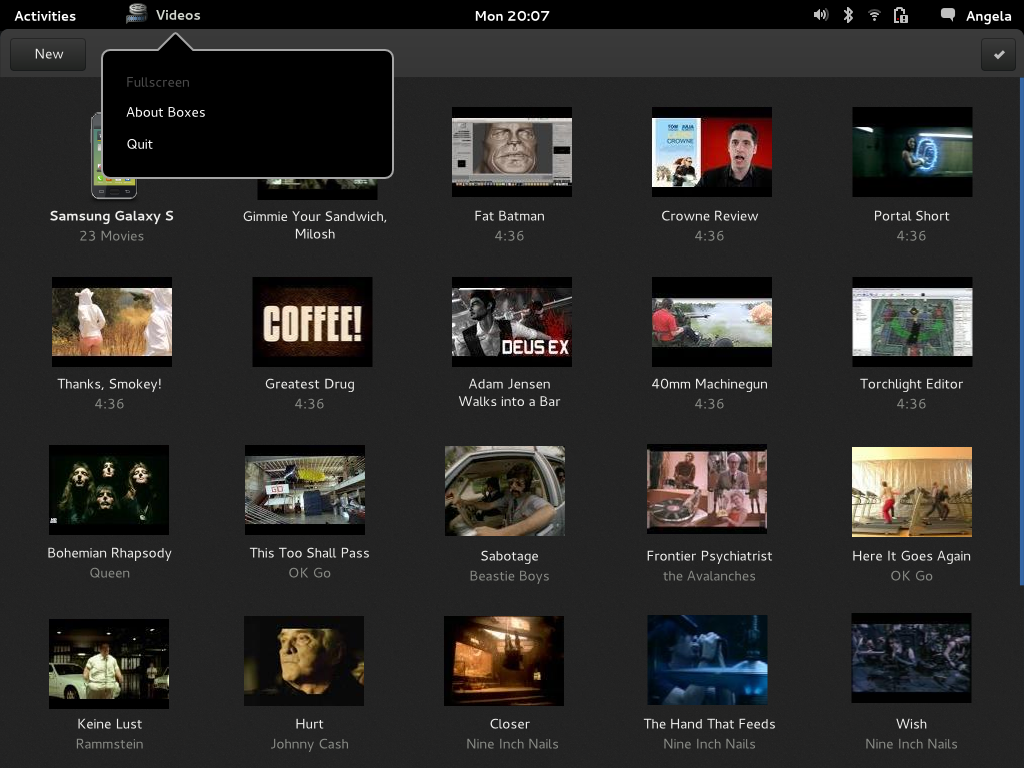 Activities
Videos
Mon 20:07
Angela
New
Fullscreen
About Boxes
Quit
Samsung Galaxy S
23 Movies
Gimmie Your Sandwich,
Milosh
Fat Batman
4:36
TOM JULIA
CROWNE
Crowne Review
4:36
Portal Short
4:36
Thanks, Smokey!
4:36
COFFEE!
Greatest Drug
4:36
DEUS EX
Adam Jensen
Walks into a Bar
40mm Machinegun
4:36
Torchlight Editor
4:36
Bohemian Rhapsody
Queen
GO
This Too Shall Pass
OK Go
Sabotage
Beastie Boys
Frontier Psychiatrist
the Avalanches
Here It Goes Again
OK Go
Keine Lust
Rammstein
Hurt
Johnny Cash
Closer
Nine Inch Nails
The Hand That Feeds
Nine Inch Nails
Wish
Nine Inch Nails